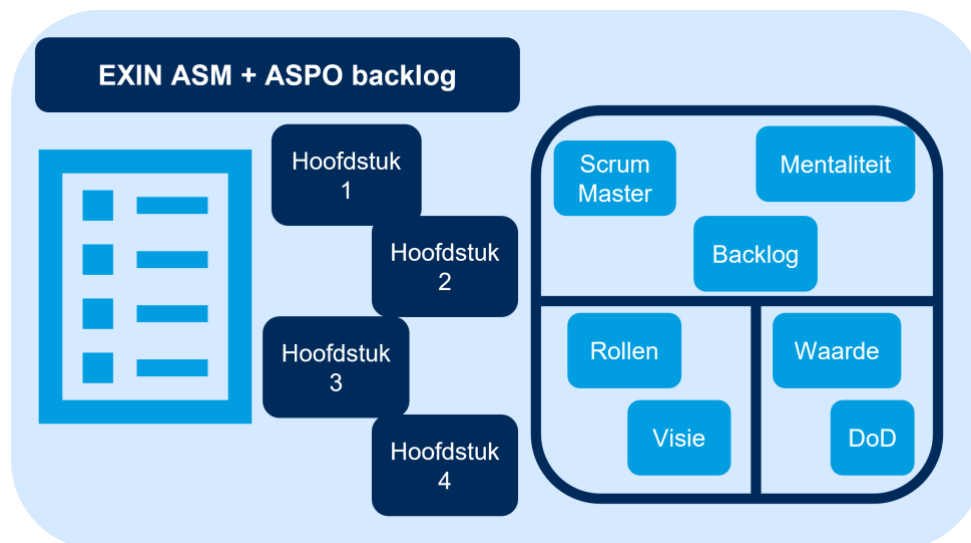 EXIN ASM + ASPO backlog
Hoofdstuk
1
Hoofdstuk
2
Hoofdstuk
3
Hoofdstuk
4
Scrum
Master
Mentaliteit
Backlog
Rollen
Visie
Waarde
DoD